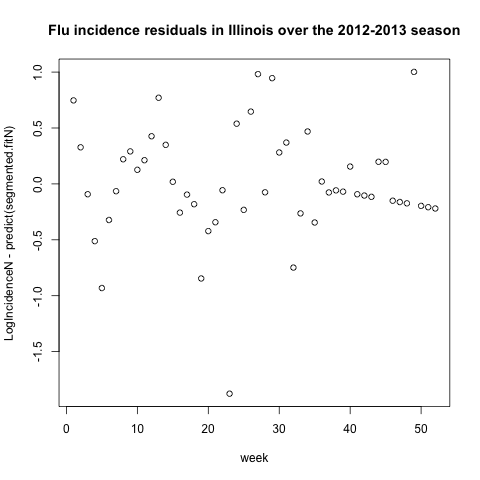 Flu incidence residuals in Illinois over the 2012-2013 season
LogIncidenceN - predict(segmented.fitN)
1.0
0.5
0.0
-0.5
-1.0
-1.5
0 10 20 30 40 50
week